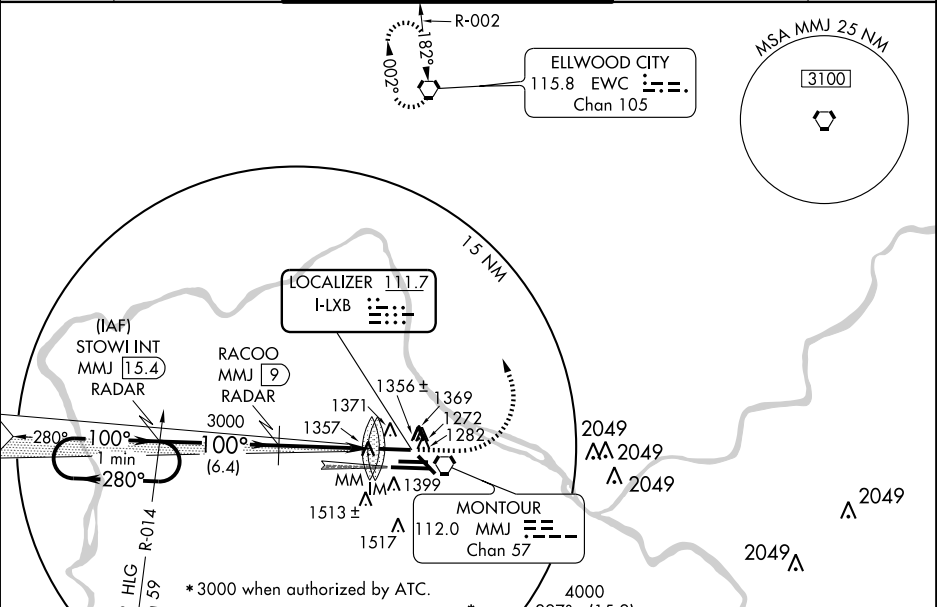 R-002
182°
002°
ELLWOOD CITY
115.8 EWC
Chan 105
MSA MMJ 25 NM
3100
15 NM
LOCALIZER 111.7
I-LXB
(IAF)
STOWI INT
MMJ 15.4
RADAR
RACOO
MMJ 9
RADAR
3000
280°
100°
1 min
280°
100°
(6.4)
1356 ±
1371
1369
1357
1272
1282
MM
IM
1399
1513 ±
1517
MONTOUR
112.0 MMJ
Chan 57
2049
2049
2049
2049
2049
HLG R-014
59
* 3000 when authorized by ATC.
4000